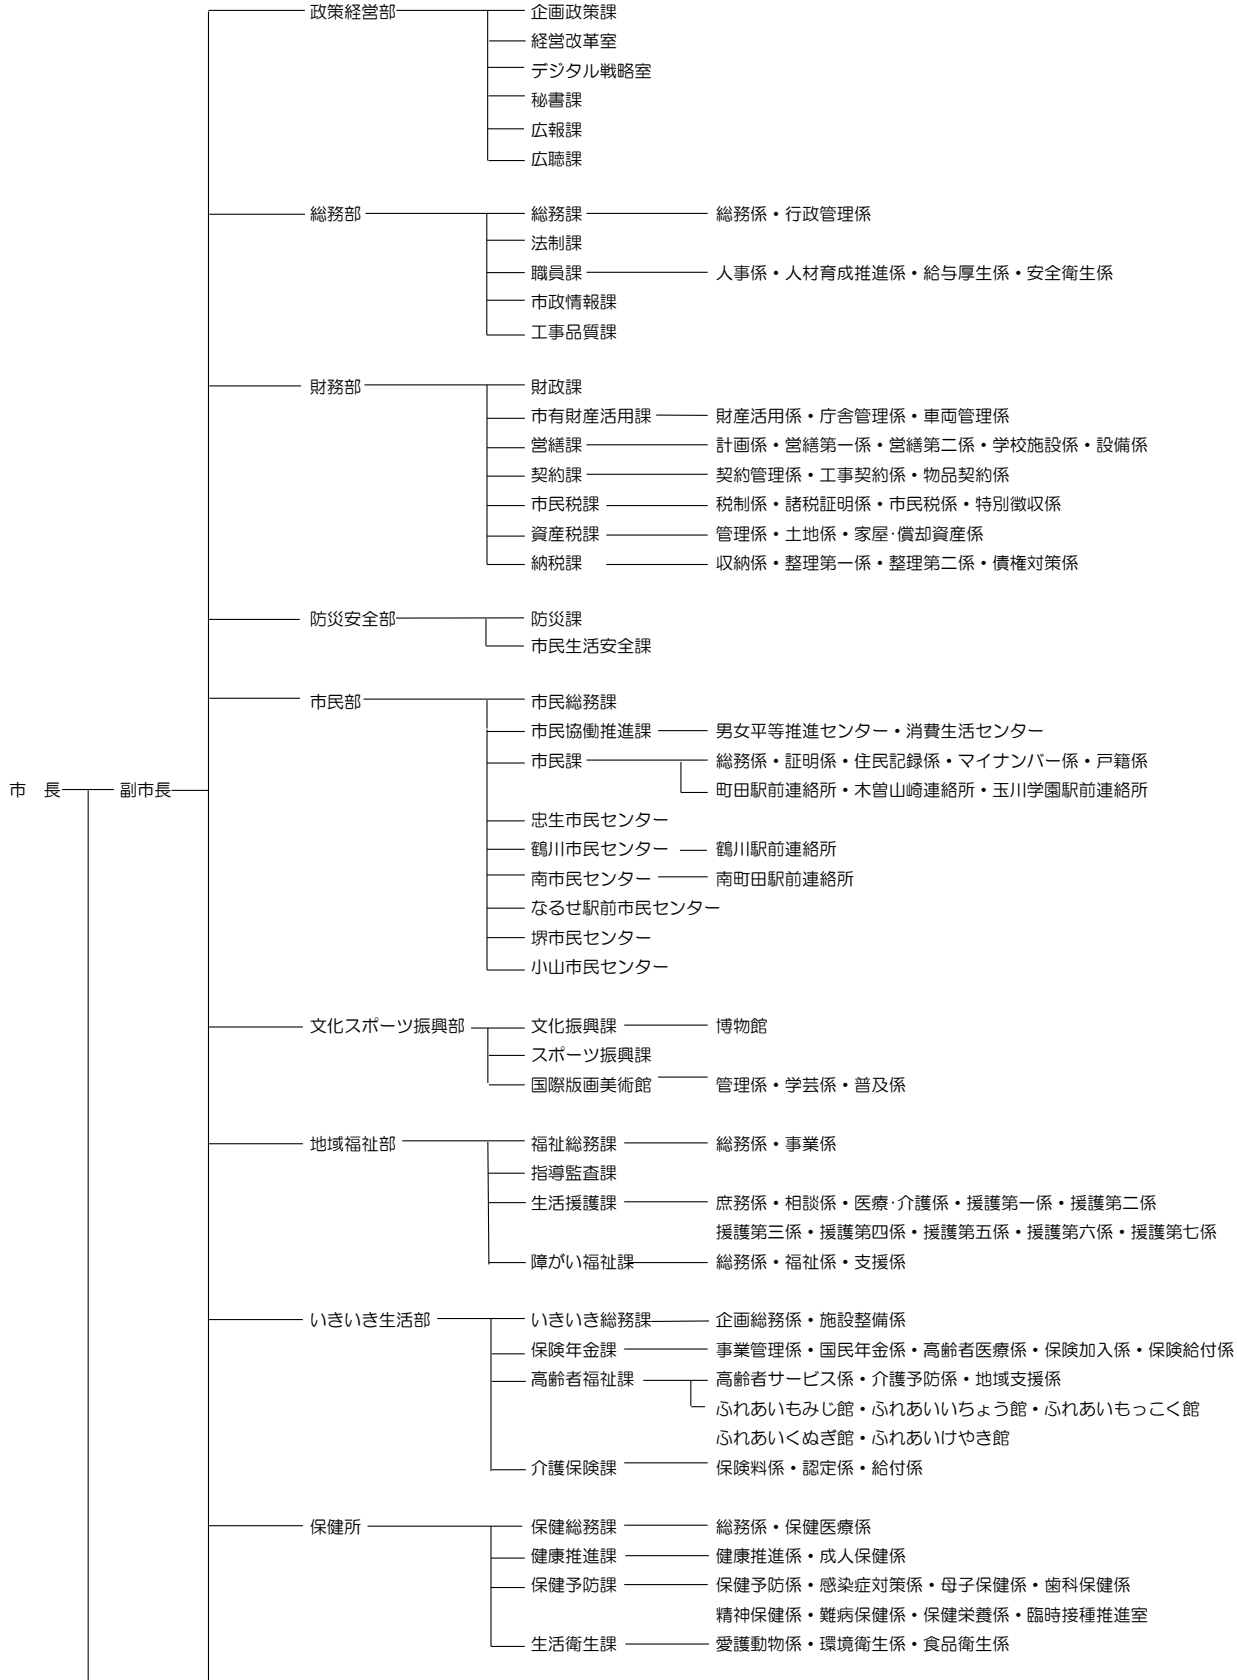 政策経営部 企画政策課
経営改革室
デジタル戦略室
秘書課
広報課
広聴課
総務部 総務課 総務係・行政管理係
法制課
職員課 人事係・人材育成推進係・給与厚生係・安全衛生係
市政情報課
工事品質課
財務部 財政課
市有財産活用課 財産活用係・庁舎管理係・車両管理係
営繕課 計画係・営繕第一係・営繕第二係・学校施設係・設備係
契約課 契約管理係・工事契約係・物品契約係
市民税課 税制係・諸税証明係・市民税係・特別徴収係
資産税課 管理係・土地係・家屋･償却資産係
納税課 収納係・整理第一係・整理第二係・債権対策係
防災安全部 防災課
市民生活安全課
市民部 市民総務課
市民協働推進課 男女平等推進センター・消費生活センター
市民課 総務係・証明係・住民記録係・マイナンバー係・戸籍係
市　長 副市長 町田駅前連絡所・木曽山崎連絡所・玉川学園駅前連絡所
忠生市民センター
鶴川市民センター 鶴川駅前連絡所
南市民センター 南町田駅前連絡所
なるせ駅前市民センター
堺市民センター
小山市民センター
文化スポーツ振興部 文化振興課 博物館
スポーツ振興課
国際版画美術館 管理係・学芸係・普及係
地域福祉部 福祉総務課 総務係・事業係
指導監査課
生活援護課 庶務係・相談係・医療･介護係・援護第一係・援護第二係
援護第三係・援護第四係・援護第五係・援護第六係・援護第七係
障がい福祉課 総務係・福祉係・支援係
いきいき生活部 いきいき総務課 企画総務係・施設整備係
保険年金課 事業管理係・国民年金係・高齢者医療係・保険加入係・保険給付係
高齢者福祉課 高齢者サービス係・介護予防係・地域支援係
ふれあいもみじ館・ふれあいいちょう館・ふれあいもっこく館
ふれあいくぬぎ館・ふれあいけやき館
介護保険課 保険料係・認定係・給付係
保健所 保健総務課 総務係・保健医療係
健康推進課 健康推進係・成人保健係
保健予防課 保健予防係・感染症対策係・母子保健係・歯科保健係
精神保健係・難病保健係・保健栄養係・臨時接種推進室
生活衛生課 愛護動物係・環境衛生係・食品衛生係